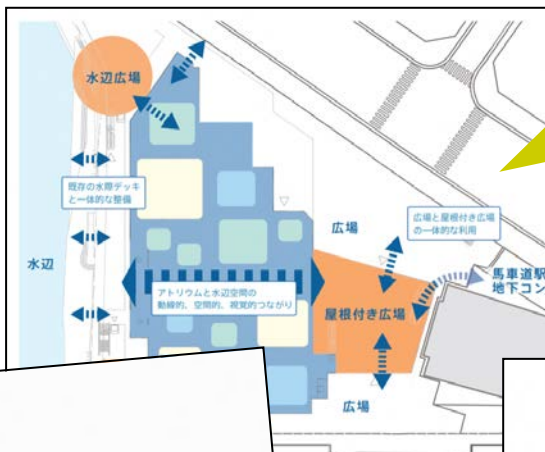 水辺広場
既存の水際デッキ
と一体的な整備
広場と屋根付き広場
の一体的な利用
広場
水辺
馬車道駅
地下コン
アトリウムと水辺空間の
動線的、空間的、視覚的つながり
屋根付き広場
広場